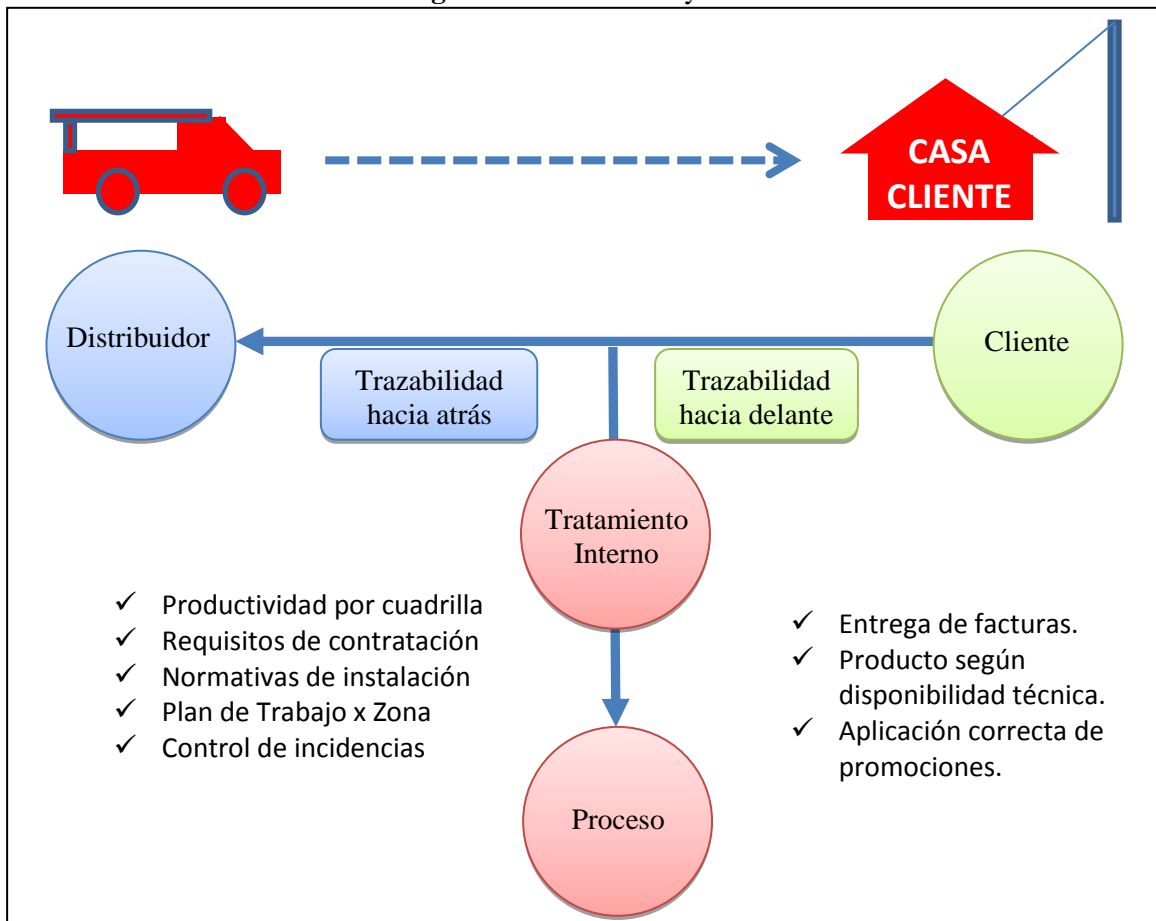 CASA
CLIENTE
Distribuidor
Cliente
Trazabilidad
hacia atrás
Trazabilidad
hacia delante
Tratamiento
Interno
✓ Productividad por cuadrilla
✓ Requisitos de contratación
✓ Normativas de instalación
✓ Plan de Trabajo x Zona
✓ Control de incidencias
✓ Entrega de facturas.
✓ Producto según
disponibilidad técnica.
✓ Aplicación correcta de
promociones.
Proceso